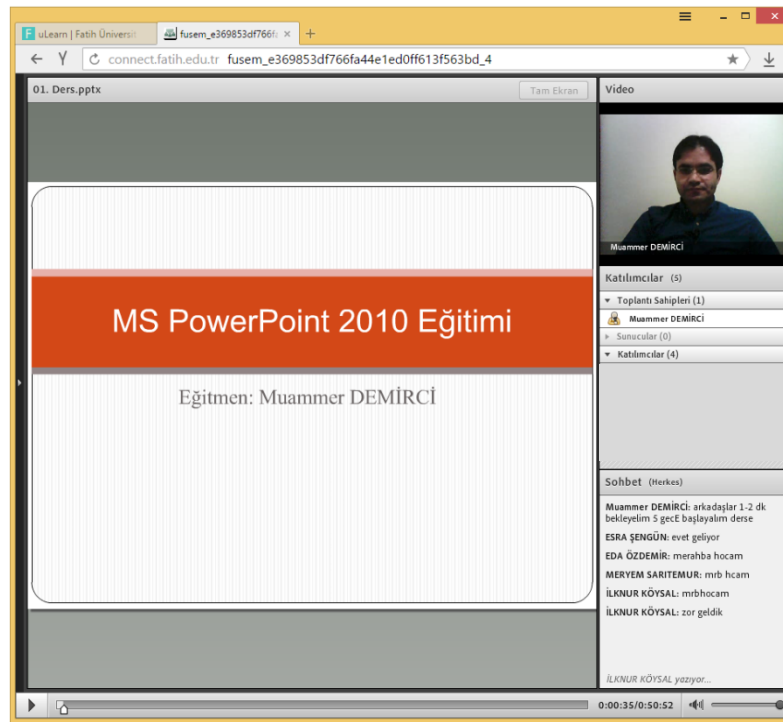 uLearn | Fatih Üniversit
fusem_e369853df766f
connect.fatih.edu.tr fusem_e369853df766fa44e1ed0ff613f563bd_4
01. Ders.pptx
Tam Ekran
Video
MS PowerPoint 2010 Eğitimi
Eğitmen: Muammer DEMİRCİ
Muammer DEMİRCİ
Katılımcılar (5)
Toplantı Sahipleri (1)
Muammer DEMİRCİ
Sunucular (0)
Katılımcılar (4)
Sohbet (Herkes)
Muammer DEMİRCİ: arkadaşlar 1-2 dk
bekleyelim 5 gecE başlayalım derse
ESRA ŞENGÜN: evet geliyor
EDA ÖZDEMİR: merahba hocam
MERYEM SARITEMUR: mrb hcam
İLKNUR KÖYSAL: mrbhocam
İLKNUR KÖYSAL: zor geldik
İLKNUR KÖYSAL yazıyor...
0:00:35/0:50:52